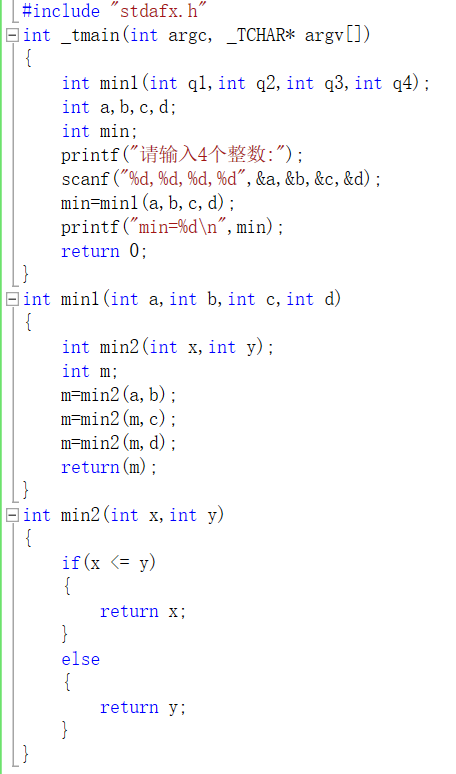 #include "stdafx.h"
int _tmain(int argc, _TCHAR* argv[])
{
int min1(int q1,int q2,int q3,int q4);
int a,b,c,d;
int min;
printf("请输入4个整数:");
scanf("%d,%d,%d,%d",&a,&b,&c,&d);
min=min1(a,b,c,d);
printf("min=%d\n",min);
return 0;
}
int min1(int a,int b,int c,int d)
{
int min2(int x,int y);
int m;
m=min2(a,b);
m=min2(m,c);
m=min2(m,d);
return(m);
}
int min2(int x,int y)
{
if(x <= y)
{
return x;
}
else
{
return y;
}
}